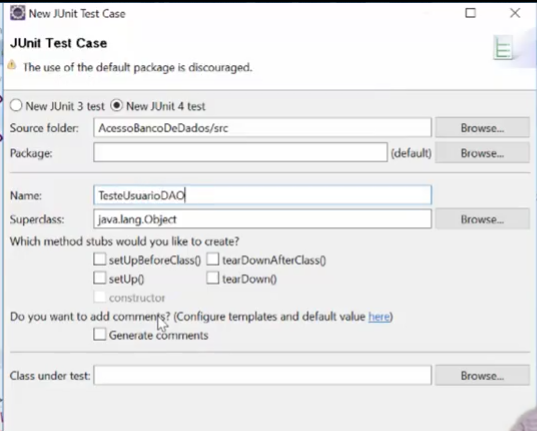 New JUnit Test Case
JUnit Test Case
The use of the default package is discouraged.
New JUnit 3 test New JUnit 4 test
Source folder: AcessoBancoDeDados/src Browse...
Package: (default) Browse...
Name: TesteUsuarioDAO
Superclass: java.lang.Object Browse...
Which method stubs would you like to create?
setUpBeforeClass() tearDownAfterClass()
setUp() tearDown()
constructor
Do you want to add comments? (Configure templates and default value here)
Generate comments
Class under test: Browse...